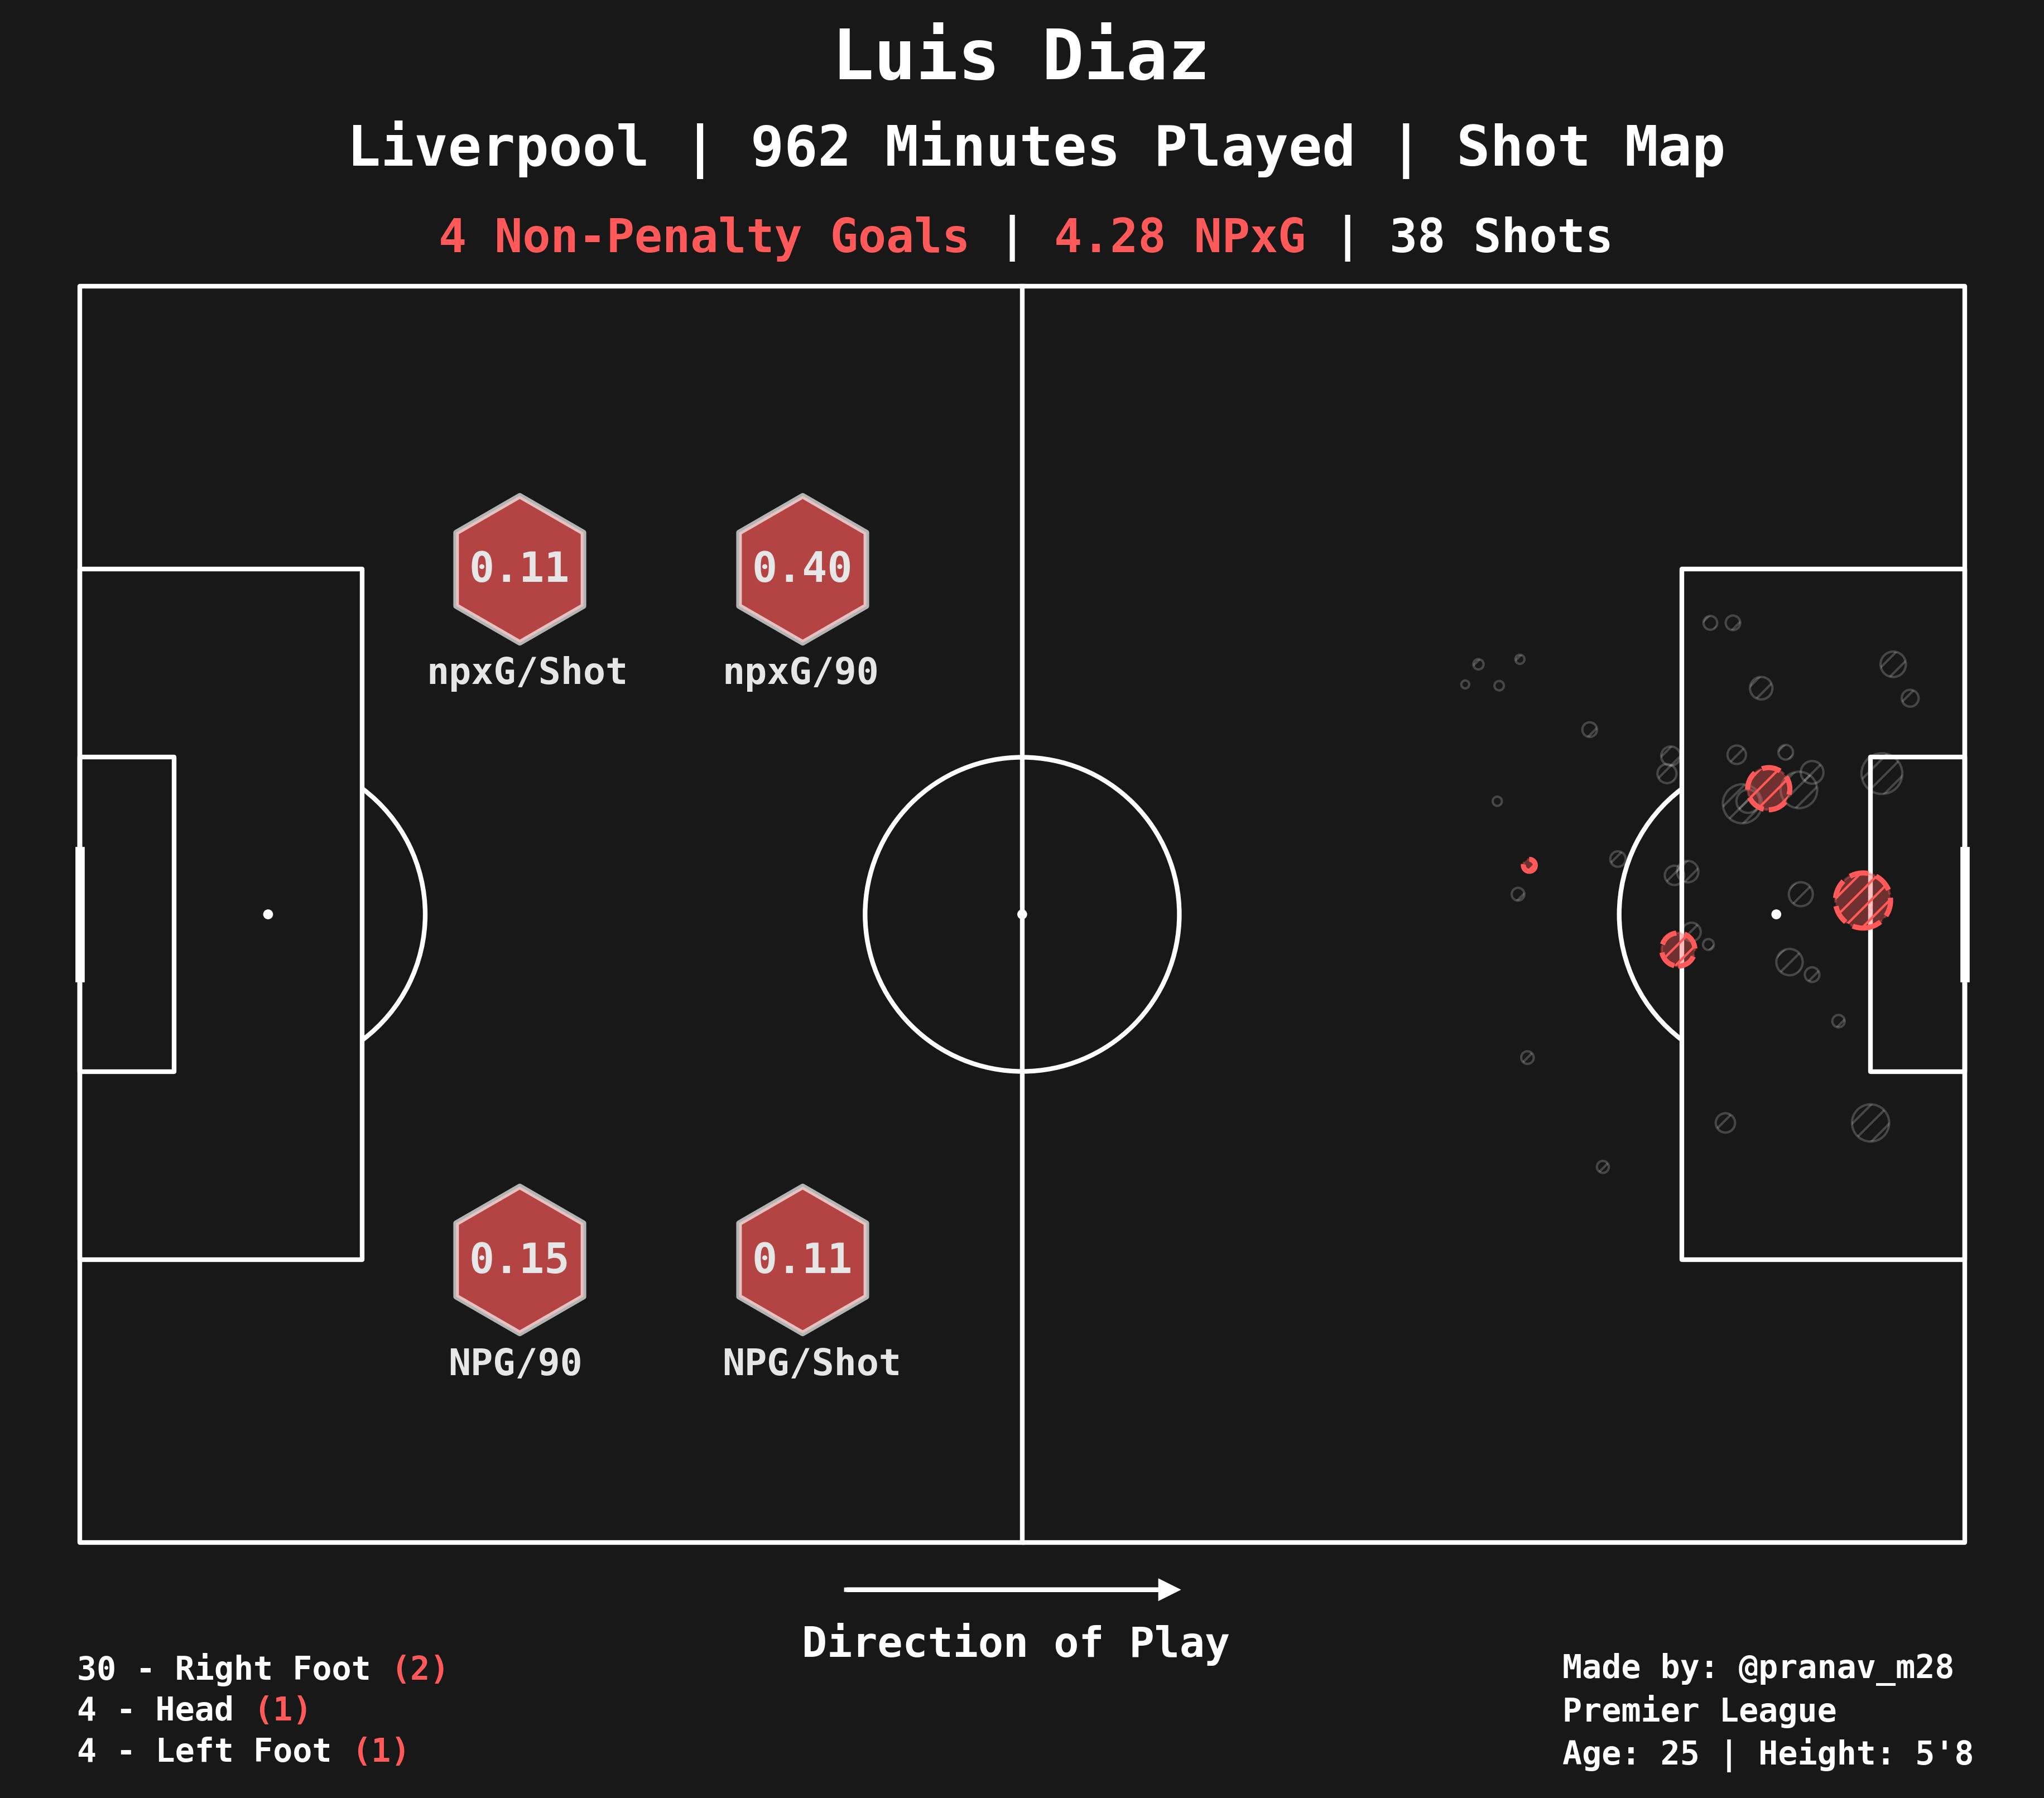 Luis Diaz
Liverpool | 962 Minutes Played | Shot Map
4 Non-Penalty Goals | 4.28 NPxG | 38 Shots
0.11
0.40
npxG/Shot
npxG/90
0.15
0.11
NPG/90
NPG/Shot
Direction of Play
30 - Right Foot (2)
4 - Head (1)
4 - Left Foot (1)
Made by: @pranav_m28
Premier League
Age: 25 | Height: 5'8